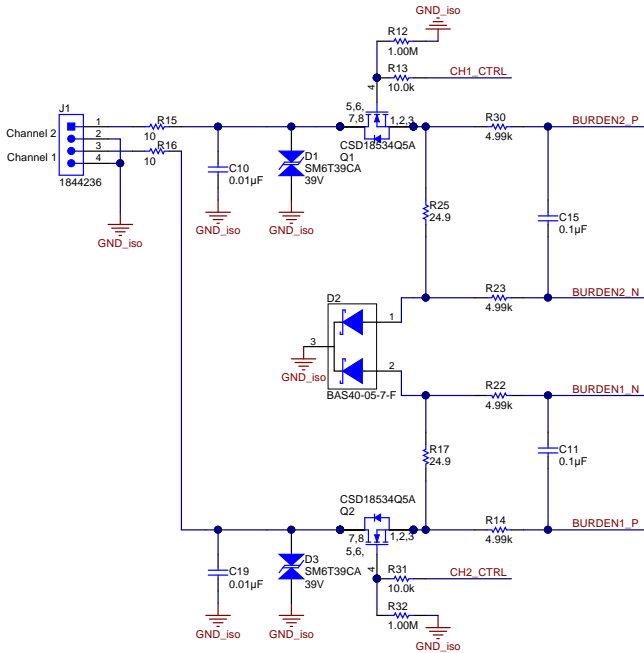 GND_iso
R12
1.00M
R13
10.0k
CH1_CTRL
4
J1
Channel 2
Channel 1
1
2
3
4
1844236
R15
10
R16
10
5,6,
7,8
1,2,3
CSD18534Q5A
Q1
R30
4.99k
BURDEN2_P
C10
0.01µF
D1
SM6T39CA
39V
GND_iso
GND_iso
GND_iso
R25
24.9
C15
0.1µF
D2
1
2
3
GND_iso
BAS40-05-7-F
R23
4.99k
BURDEN2_N
R22
4.99k
BURDEN1_N
R17
24.9
C11
0.1µF
CSD18534Q5A
Q2
7,8
5,6,
1,2,3
4
R14
4.99k
BURDEN1_P
C19
0.01µF
D3
SM6T39CA
39V
GND_iso
GND_iso
R31
10.0k
CH2_CTRL
R32
1.00M
GND_iso